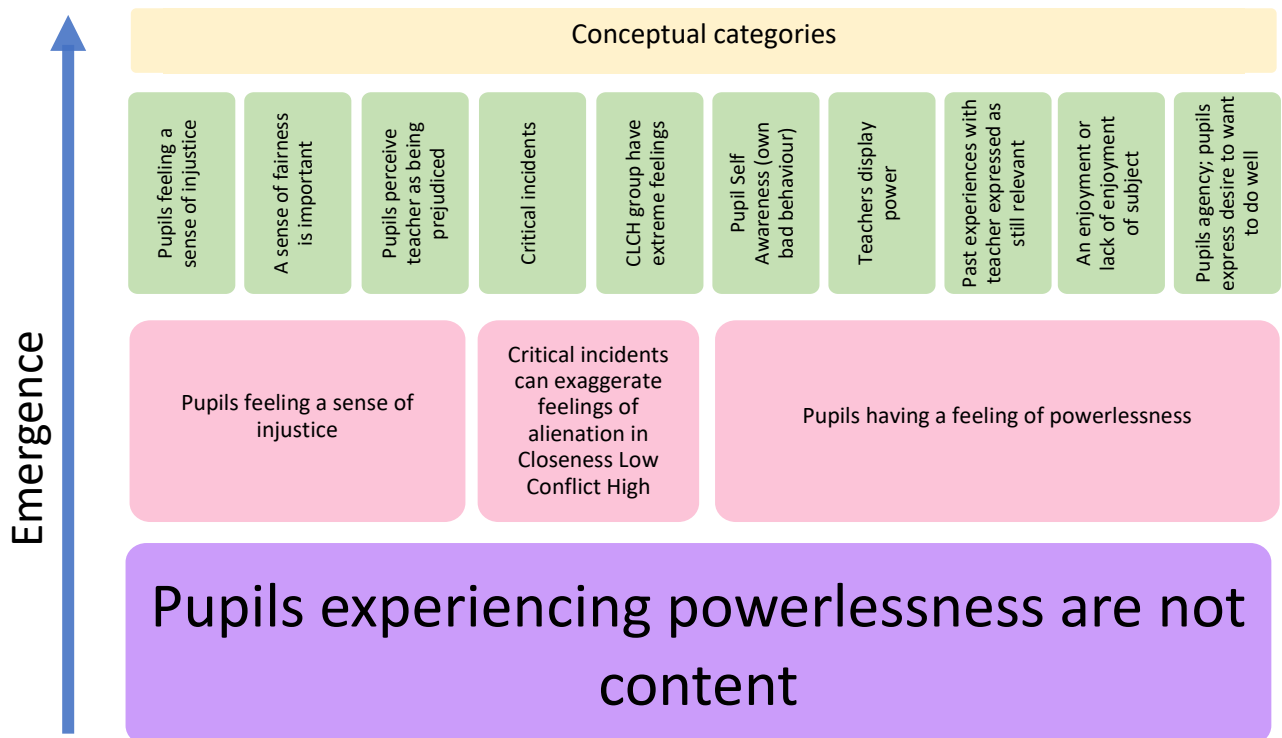 Conceptual categories
Pupils feeling a
sense of injustice
A sense of fairness
is important
Pupils perceive
teacher as being
prejudiced
Critical incidents
CLCH group have
extreme feelings
Pupil Self
Awareness (own
bad behaviour)
Teachers display
power
Past experiences with
teacher expressed as
still relevant
An enjoyment or
lack of enjoyment
of subject
Pupils agency; pupils
express desire to want
to do well
Emergence
Pupils feeling a sense of
injustice
Critical incidents
can exaggerate
feelings of
alienation in
Closeness Low
Conflict High
Pupils having a feeling of powerlessness
Pupils experiencing powerlessness are not
content